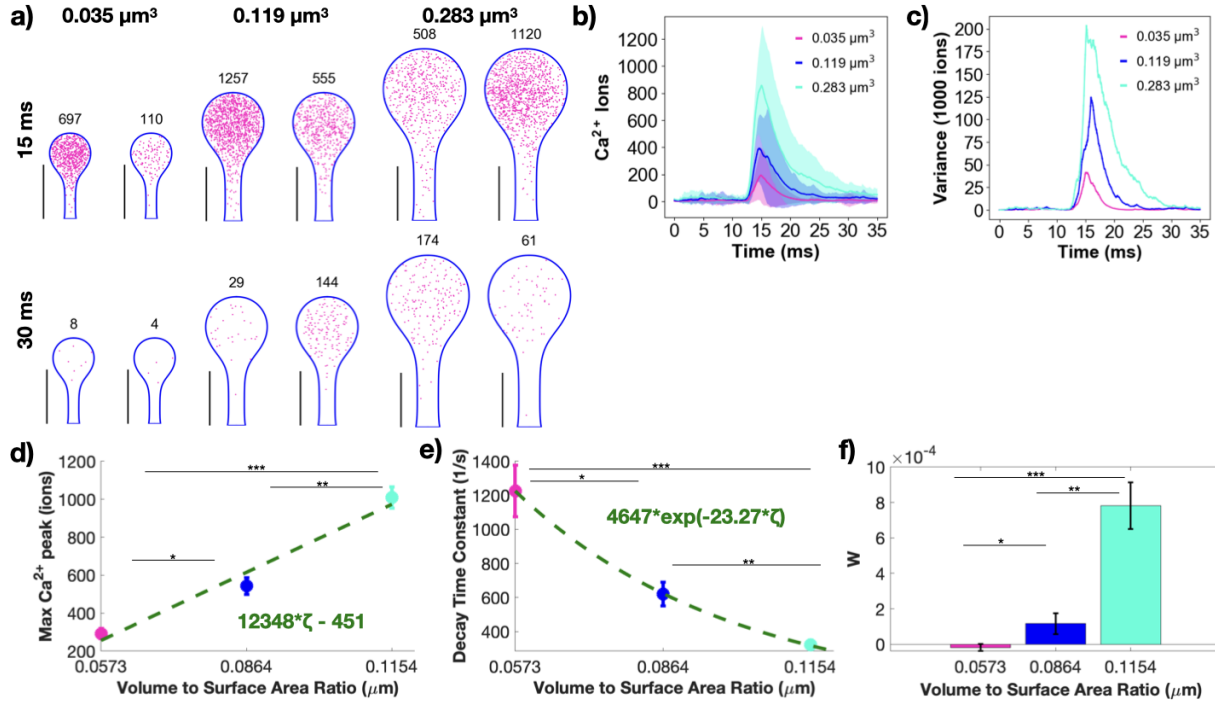 a)
0.035 µm³ 0.119 µm³ 0.283 µm³
15 ms
697 110 1257 555 508 1120
30 ms
8 4 29 144 174 61
b)
Ca²⁺ Ions
1200
1000
800
600
400
200
0
0.035 µm³
0.119 µm³
0.283 µm³
0 5 10 15 20 25 30 35
Time (ms)
c)
Variance (1000 ions)
200
175
150
125
100
75
50
25
0
0.035 µm³
0.119 µm³
0.283 µm³
0 5 10 15 20 25 30 35
Time (ms)
d)
Max Ca²⁺ peak (ions)
1200
1000
800
600
400
200
***
**
*
12348*ζ - 451
0.0573 0.0864 0.1154
Volume to Surface Area Ratio (μm)
e)
Decay Time Constant (1/s)
1400
1200
1000
800
600
400
***
*
**
4647*exp(-23.27*ζ)
0.0573 0.0864 0.1154
Volume to Surface Area Ratio (μm)
f)
×10⁻⁴
W
10
8
6
4
2
0
***
**
*
0.0573 0.0864 0.1154
Volume to Surface Area Ratio (μm)